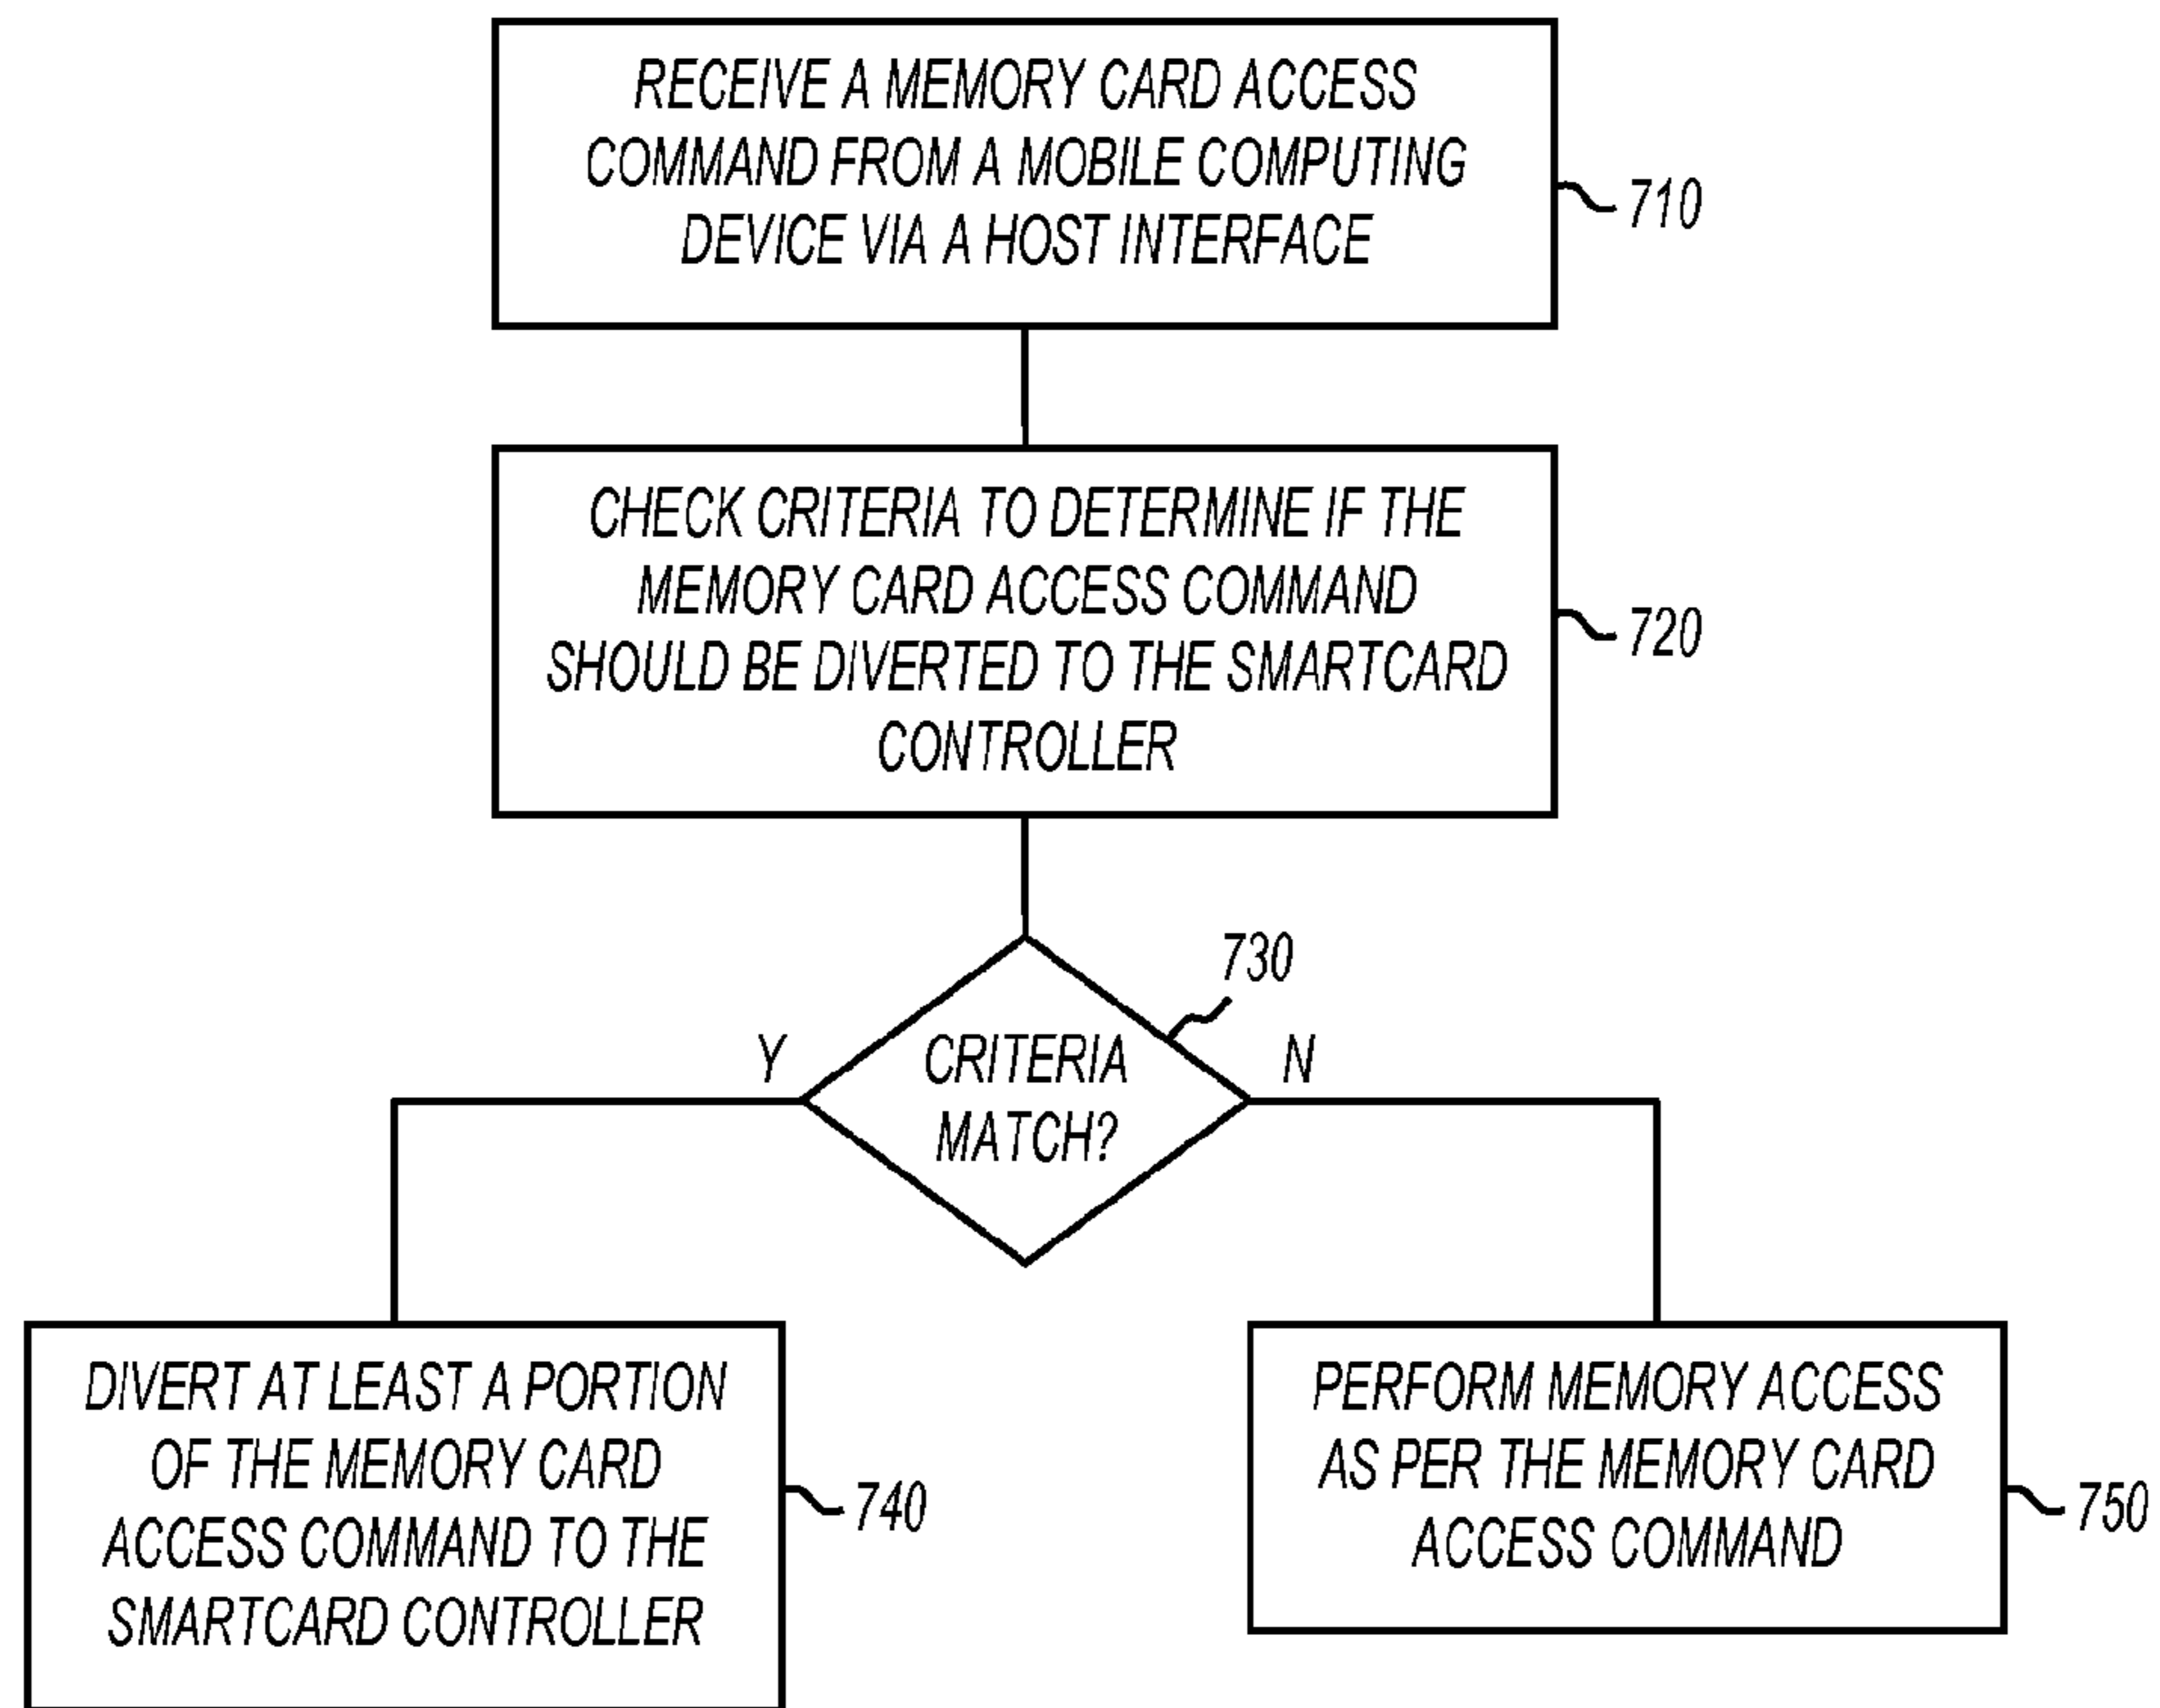 RECEIVE A MEMORY CARD ACCESS
COMMAND FROM A MOBILE COMPUTING
DEVICE VIA A HOST INTERFACE
710
CHECK CRITERIA TO DETERMINE IF THE
MEMORY CARD ACCESS COMMAND
SHOULD BE DIVERTED TO THE SMARTCARD
CONTROLLER
720
730
Y
CRITERIA
MATCH?
N
DIVERT AT LEAST A PORTION
OF THE MEMORY CARD
ACCESS COMMAND TO THE
SMARTCARD CONTROLLER
740
PERFORM MEMORY ACCESS
AS PER THE MEMORY CARD
ACCESS COMMAND
750